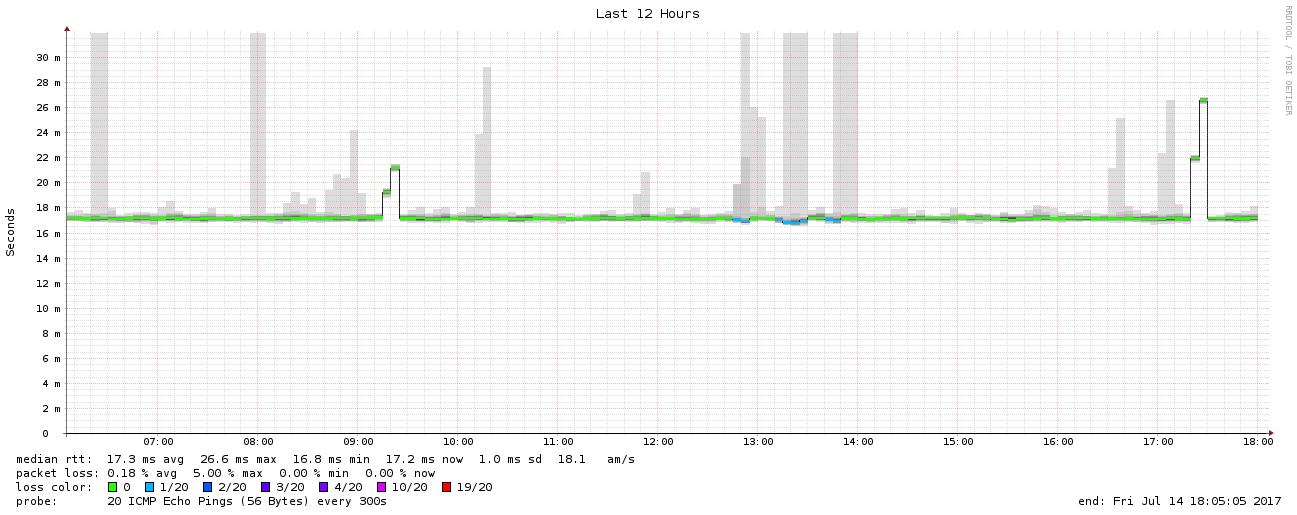 Last 12 Hours
RRDTOOL / TOBI OETIKER
Seconds
30 m
28 m
26 m
24 m
22 m
20 m
18 m
16 m
14 m
12 m
10 m
8 m
6 m
4 m
2 m
0
07:00 08:00 09:00 10:00 11:00 12:00 13:00 14:00 15:00 16:00 17:00 18:00
median rtt: 17.3 ms avg 26.6 ms max 16.8 ms min 17.2 ms now 1.0 ms sd 18.1 am/s
packet loss: 0.18 % avg 5.00 % max 0.00 % min 0.00 % now
loss color: 0 1/20 2/20 3/20 4/20 10/20 19/20
probe: 20 ICMP Echo Pings (56 Bytes) every 300s end: Fri Jul 14 18:05:05 2017